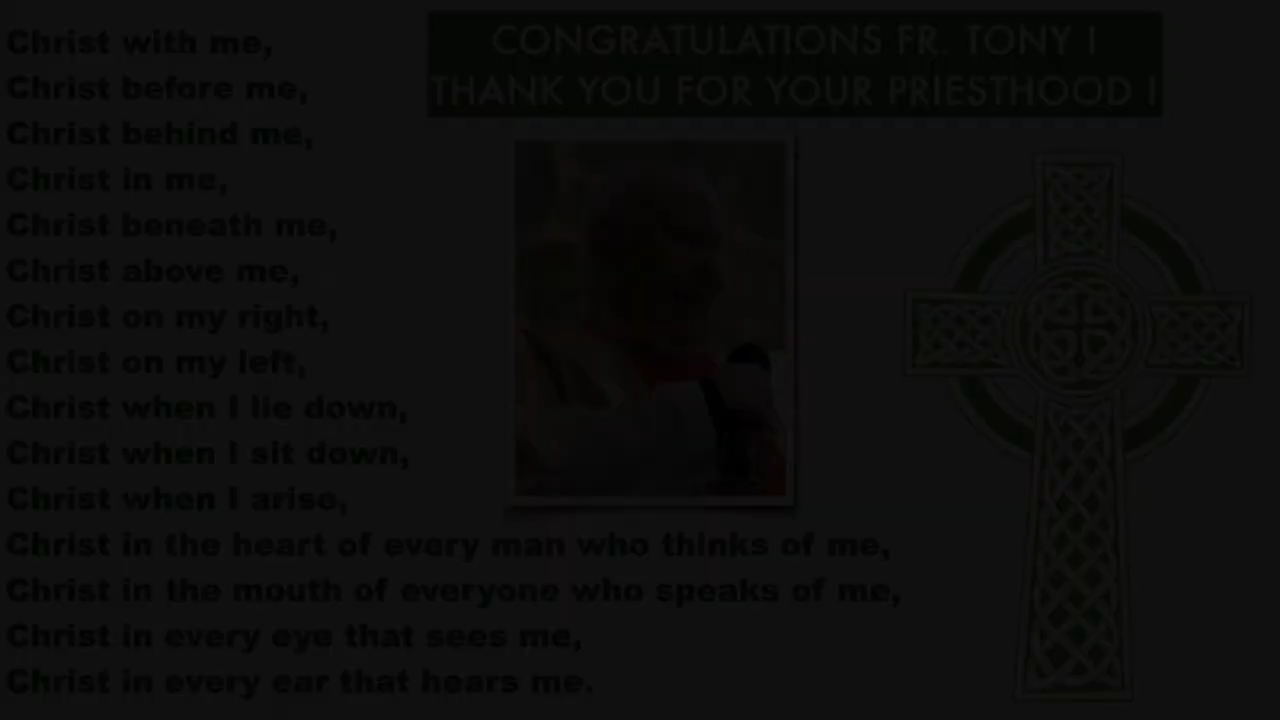 CONGRATULATIONS FR. TONY !
THANK YOU FOR YOUR PRIESTHOOD !
Christ with me,
Christ before me,
Christ behind me,
Christ in me,
Christ beneath me,
Christ above me,
Christ on my right,
Christ on my left,
Christ when I lie down,
Christ when I sit down,
Christ when I arise,
Christ in the heart of every man who thinks of me,
Christ in the mouth of everyone who speaks of me,
Christ in every eye that sees me,
Christ in every ear that hears me.